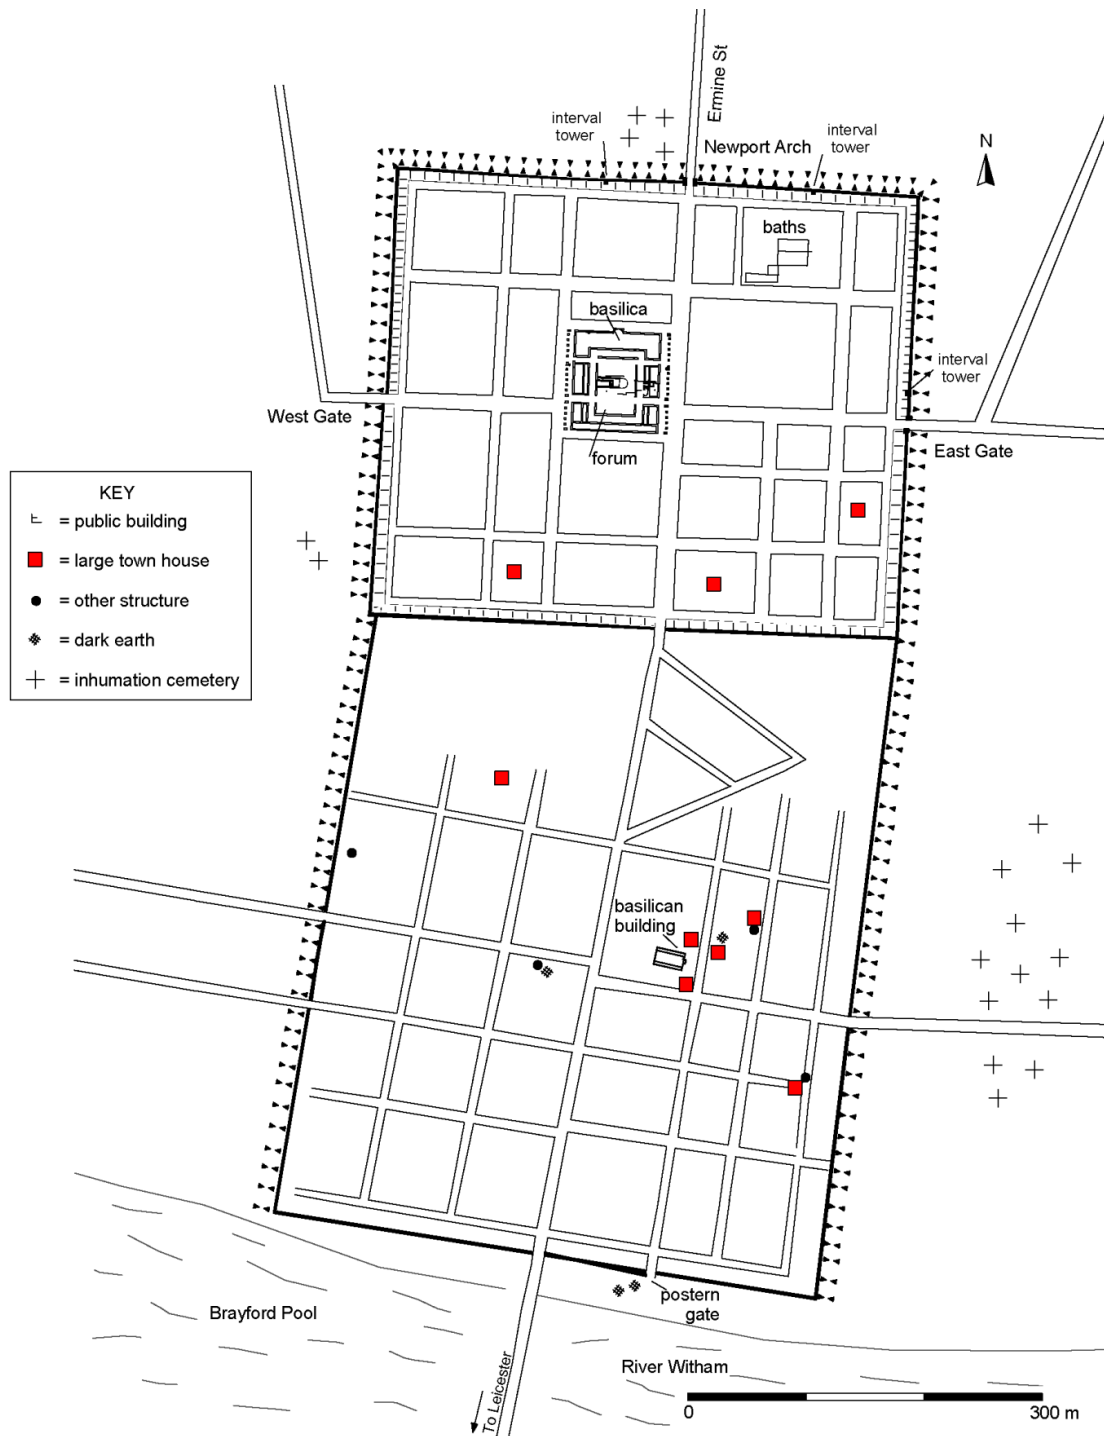 Ermine St
interval
tower
Newport Arch
interval
tower
N
baths
basilica
interval
tower
West Gate
forum
East Gate
KEY
= public building
= large town house
= other structure
= dark earth
= inhumation cemetery
basilican
building
postern
gate
Brayford Pool
River Witham
To Leicester
0
300 m